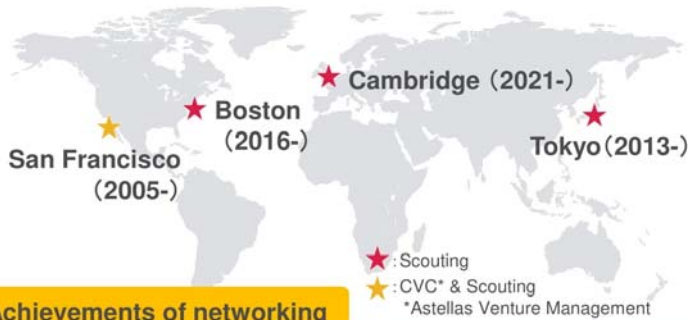 Cambridge（2021-）
Boston
（2016-）
Tokyo（2013-）
San Francisco
（2005-）
: Scouting
: CVC* & Scouting
*Astellas Venture Management
Achievements of networking